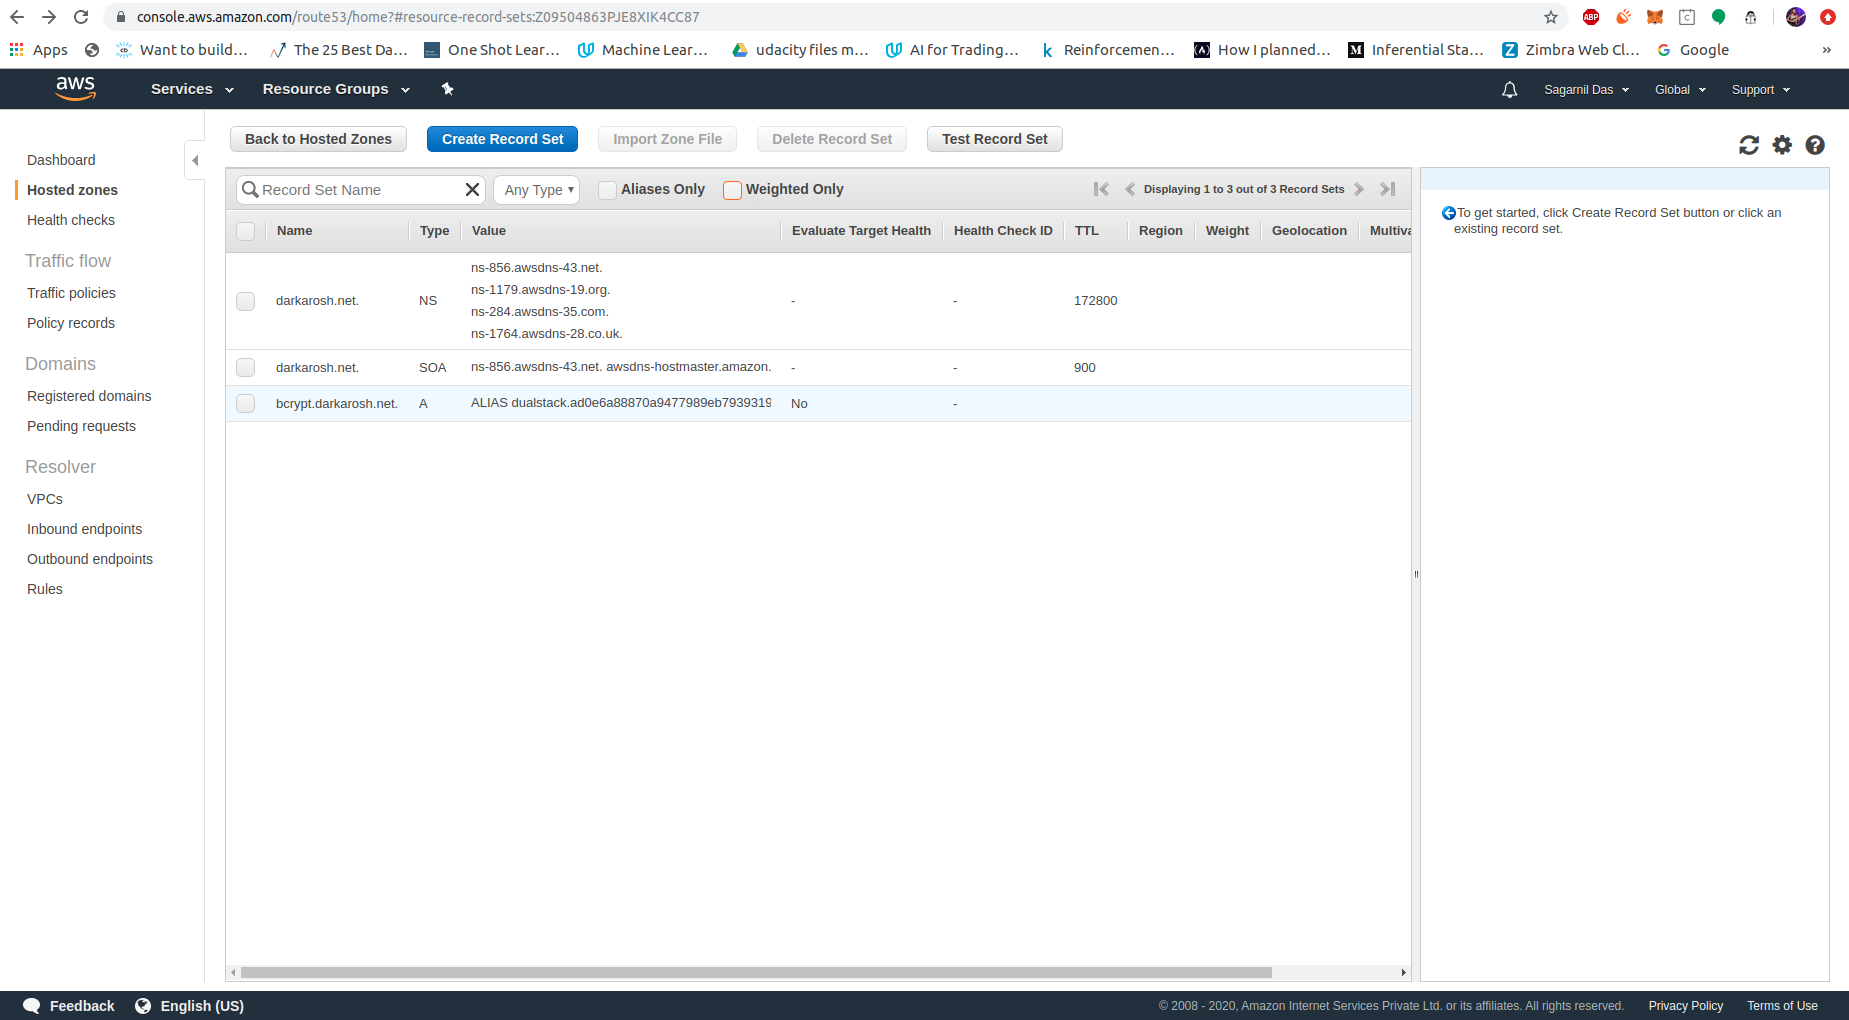 console.aws.amazon.com/route53/home?#resource-record-sets:Z09504863PJE8XIK4CC87
ABP
Apps
Want to build...
The 25 Best Da...
One Shot Lear...
Machine Lear...
udacity files m...
AI for Trading...
Reinforcemen...
How I planned...
Inferential Sta...
Zimbra Web Cl...
Google
»
aws
Services
Resource Groups
Sagarnil Das
Global
Support
Dashboard
Hosted zones
Health checks
Traffic flow
Traffic policies
Policy records
Domains
Registered domains
Pending requests
Resolver
VPCs
Inbound endpoints
Outbound endpoints
Rules
Back to Hosted Zones
Create Record Set
Import Zone File
Delete Record Set
Test Record Set
Record Set Name
Any Type
Aliases Only
Weighted Only
Displaying 1 to 3 out of 3 Record Sets
Name Type Value Evaluate Target Health Health Check ID TTL Region Weight Geolocation Multiva
ns-856.awsdns-43.net.
ns-1179.awsdns-19.org.
darkarosh.net. NS - - 172800
ns-284.awsdns-35.com.
ns-1764.awsdns-28.co.uk.
darkarosh.net. SOA ns-856.awsdns-43.net. awsdns-hostmaster.amazon. - - 900
bcrypt.darkarosh.net. A ALIAS dualstack.ad0e6a88870a9477989eb7939319 No -
To get started, click Create Record Set button or click an
existing record set.
Feedback
English (US)
© 2008 - 2020, Amazon Internet Services Private Ltd. or its affiliates. All rights reserved.
Privacy Policy
Terms of Use